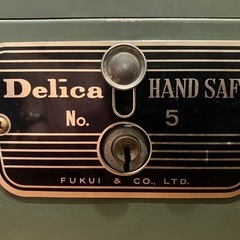 Delica HAND SAF
No. 5
FUKUI & CO., LTD.